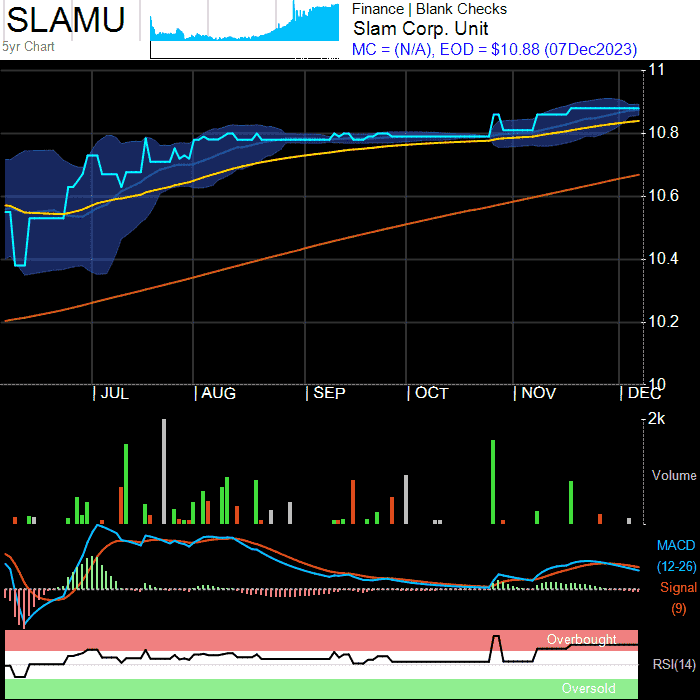 SLAMU
5yr Chart
Finance | Blank Checks
Slam Corp. Unit
MC = (N/A), EOD = $10.88 (07Dec2023)
11
10.8
10.6
10.4
10.2
10
| JUL | AUG | SEP | OCT | NOV | DEC
2k
Volume
MACD
(12-26)
Signal
(9)
Overbought
RSI(14)
Oversold